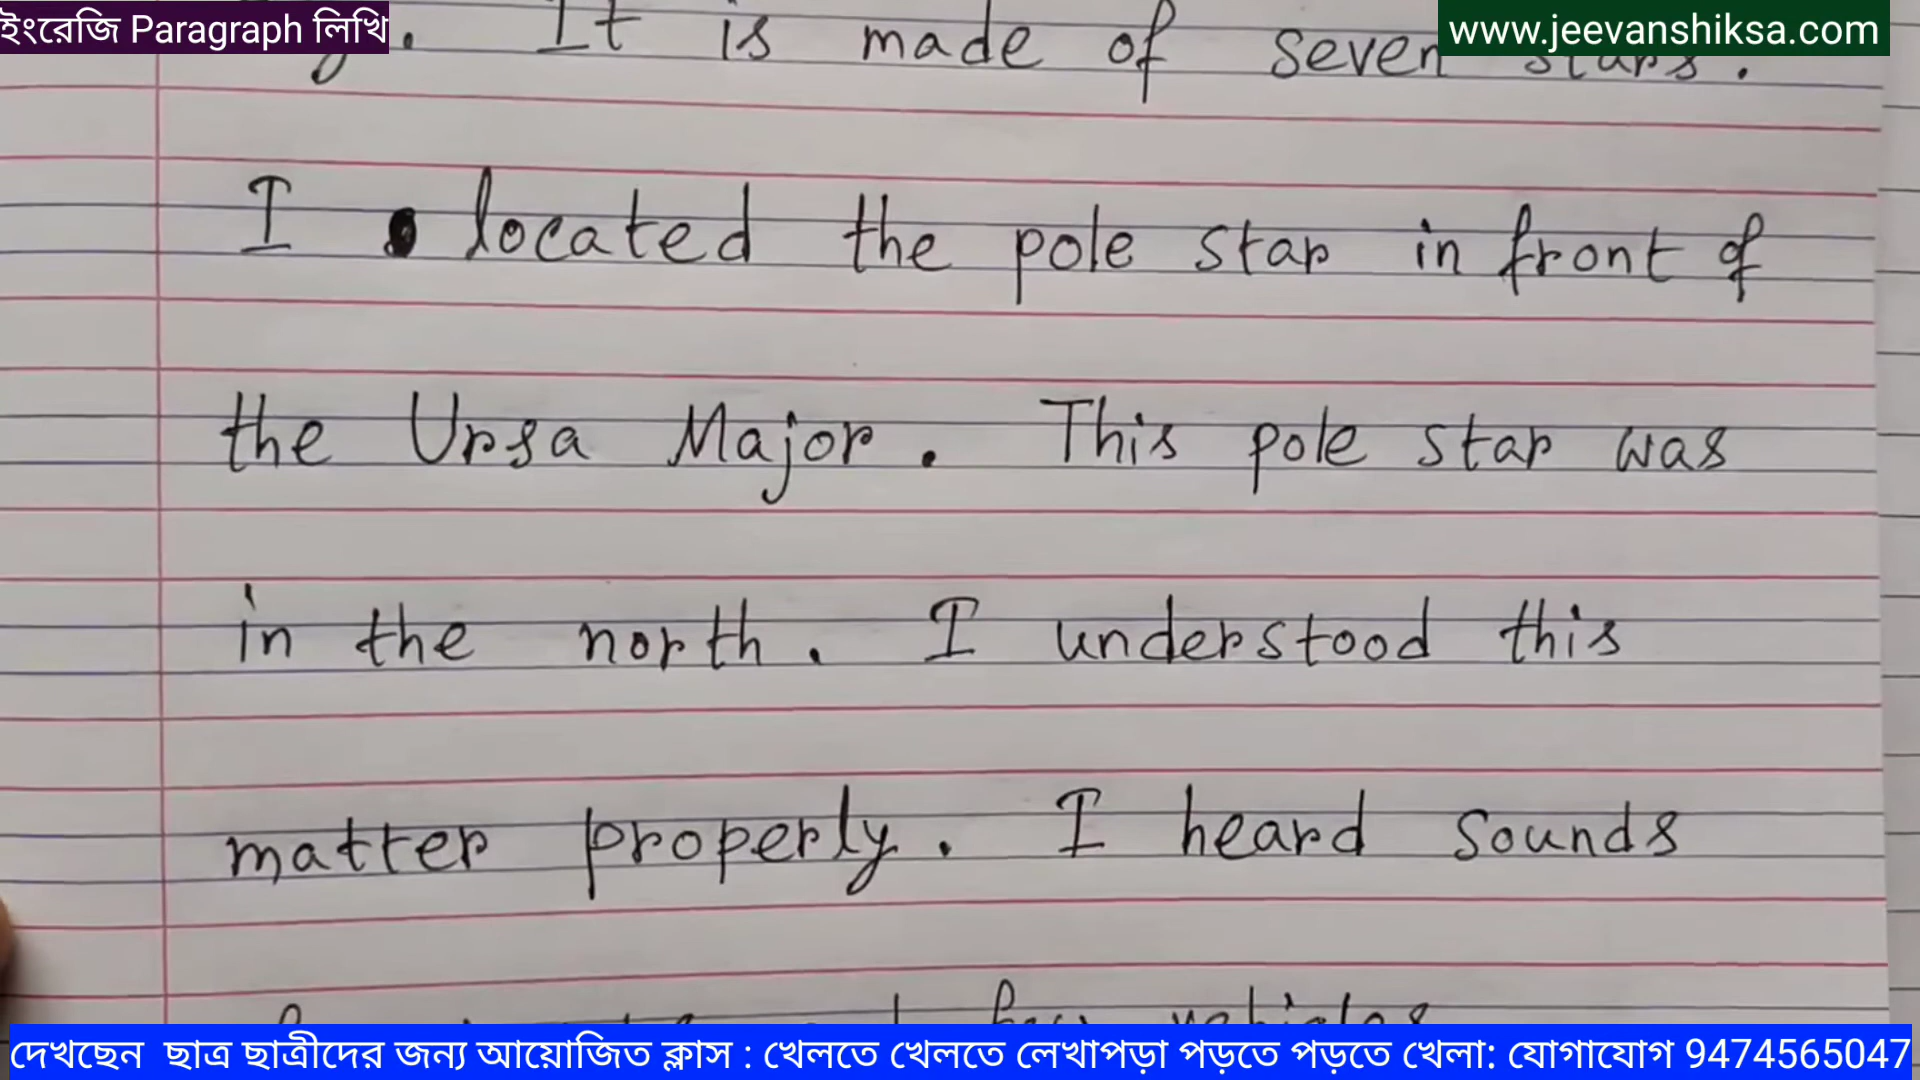 ইংরেজি Paragraph লিখি
www.jeevanshiksa.com
. It is made of seven stars.
I located the pole star in front of
the Ursa Major. This pole star was
in the north. I understood this
matter properly. I heard sounds
দেখছেন ছাত্র ছাত্রীদের জন্য আয়োজিত ক্লাস : খেলতে খেলতে লেখাপড়া পড়তে পড়তে খেলা: যোগাযোগ 9474565047